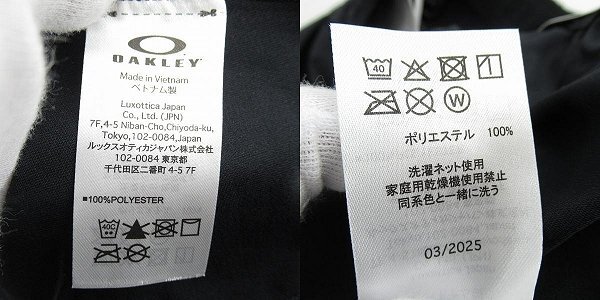 OAKLEY
Made in Vietnam
ベトナム製
Luxottica Japan
Co., Ltd. (JPN)
7F,4-5 Niban-Cho,Chiyoda-ku,
Tokyo,102-0084, Japan
ルックスオティカジャパン株式会社
102-0084 東京都
千代田区二番町 4-5 7F
■100%POLYESTER
40C
40
W
ポリエステル 100%
洗濯ネット使用
家庭用乾燥機使用禁止
同系色と一緒に洗う
03/2025